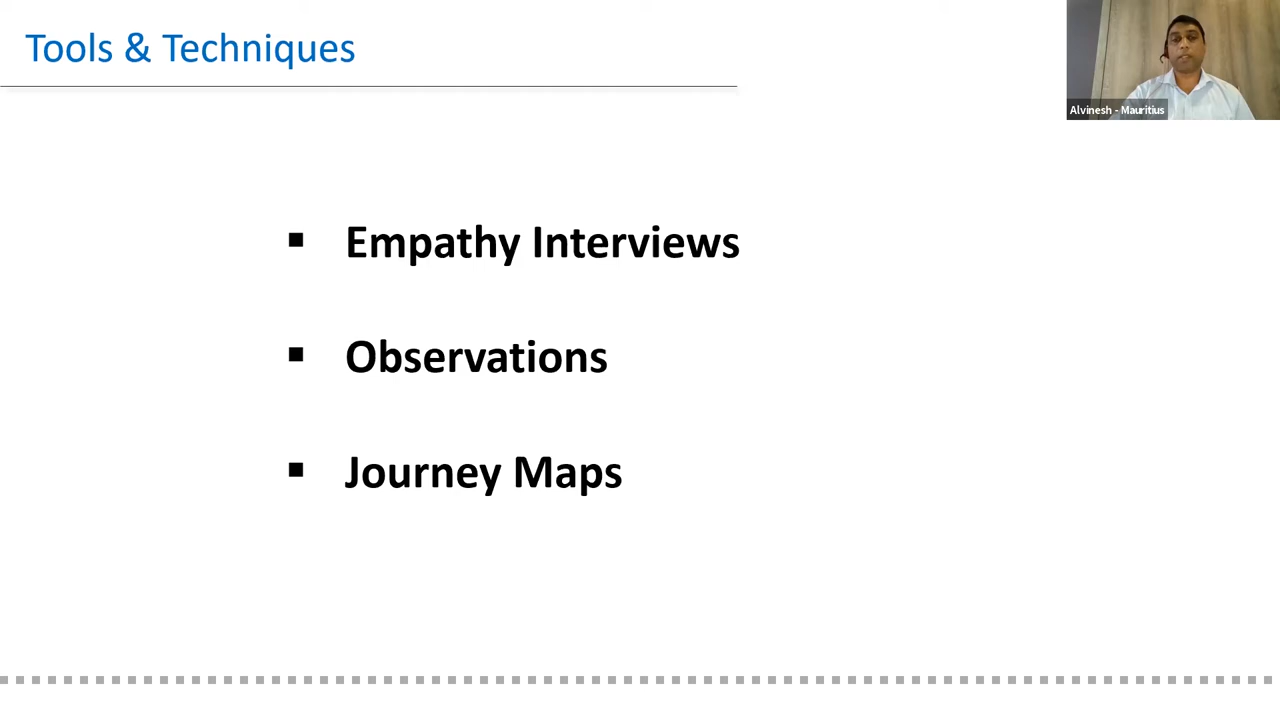 Tools & Techniques
Alvinesh - Mauritius
▪ Empathy Interviews
▪ Observations
▪ Journey Maps